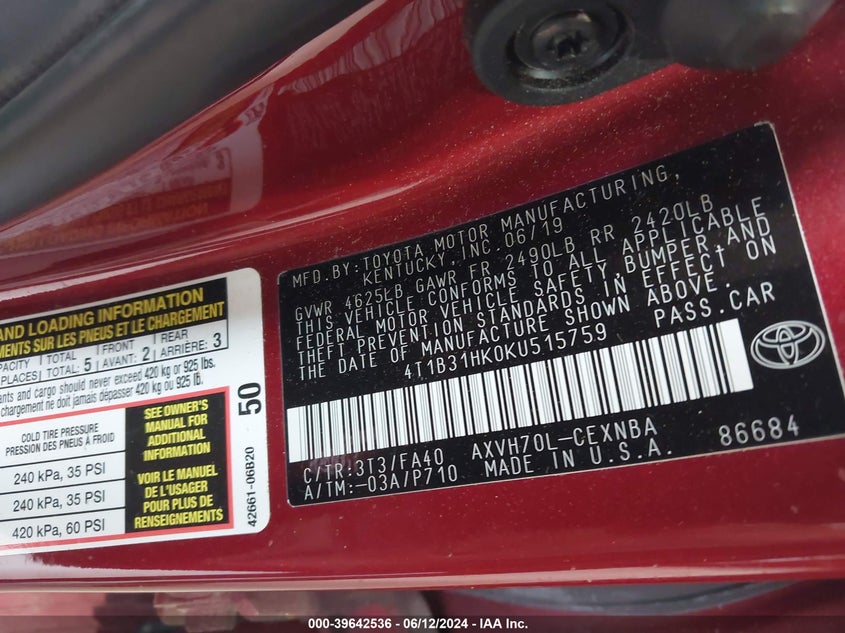 MFD. BY: TOYOTA MOTOR MANUFACTURING,
KENTUCKY, INC. 06/19
GVWR 4625LB GAWR FR 2490LB RR 2420LB
THIS VEHICLE CONFORMS TO ALL APPLICABLE
FEDERAL MOTOR VEHICLE SAFETY, BUMPER, AND
THEFT PREVENTION STANDARDS IN EFFECT ON
THE DATE OF MANUFACTURE SHOWN ABOVE.
4T1B31HK0KU515759 PASS. CAR
C/TR: 3T3/FA40 AXVH70L-CEXNBA 86684
A/TM: -03A/P710 MADE IN U.S.A.
TOYOTA
AND LOADING INFORMATION
SUR LES PNEUS ET LE CHARGEMENT
TOTAL FRONT REAR
TOTAL: 5 AVANT: 2 ARRIÈRE: 3
and cargo should never exceed 420 kg or 925 lbs.
chargement ne doit jamais dépasser 420 kg ou 925 lb.
COLD TIRE PRESSURE
PRESSION DES PNEUS À FROID
240 kPa, 35 PSI
240 kPa, 35 PSI
420 kPa, 60 PSI
SEE OWNER'S
MANUAL FOR
ADDITIONAL
INFORMATION
VOIR LE MANUEL
DE L'USAGER
POUR PLUS DE
RENSEIGNEMENTS
50
42661-06B20
000-39642536 - 06/12/2024 - IAA Inc.